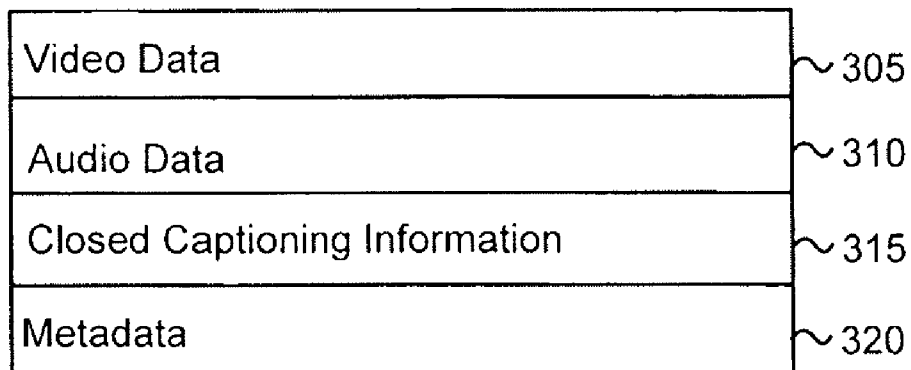 Video Data 305
Audio Data 310
Closed Captioning Information 315
Metadata 320